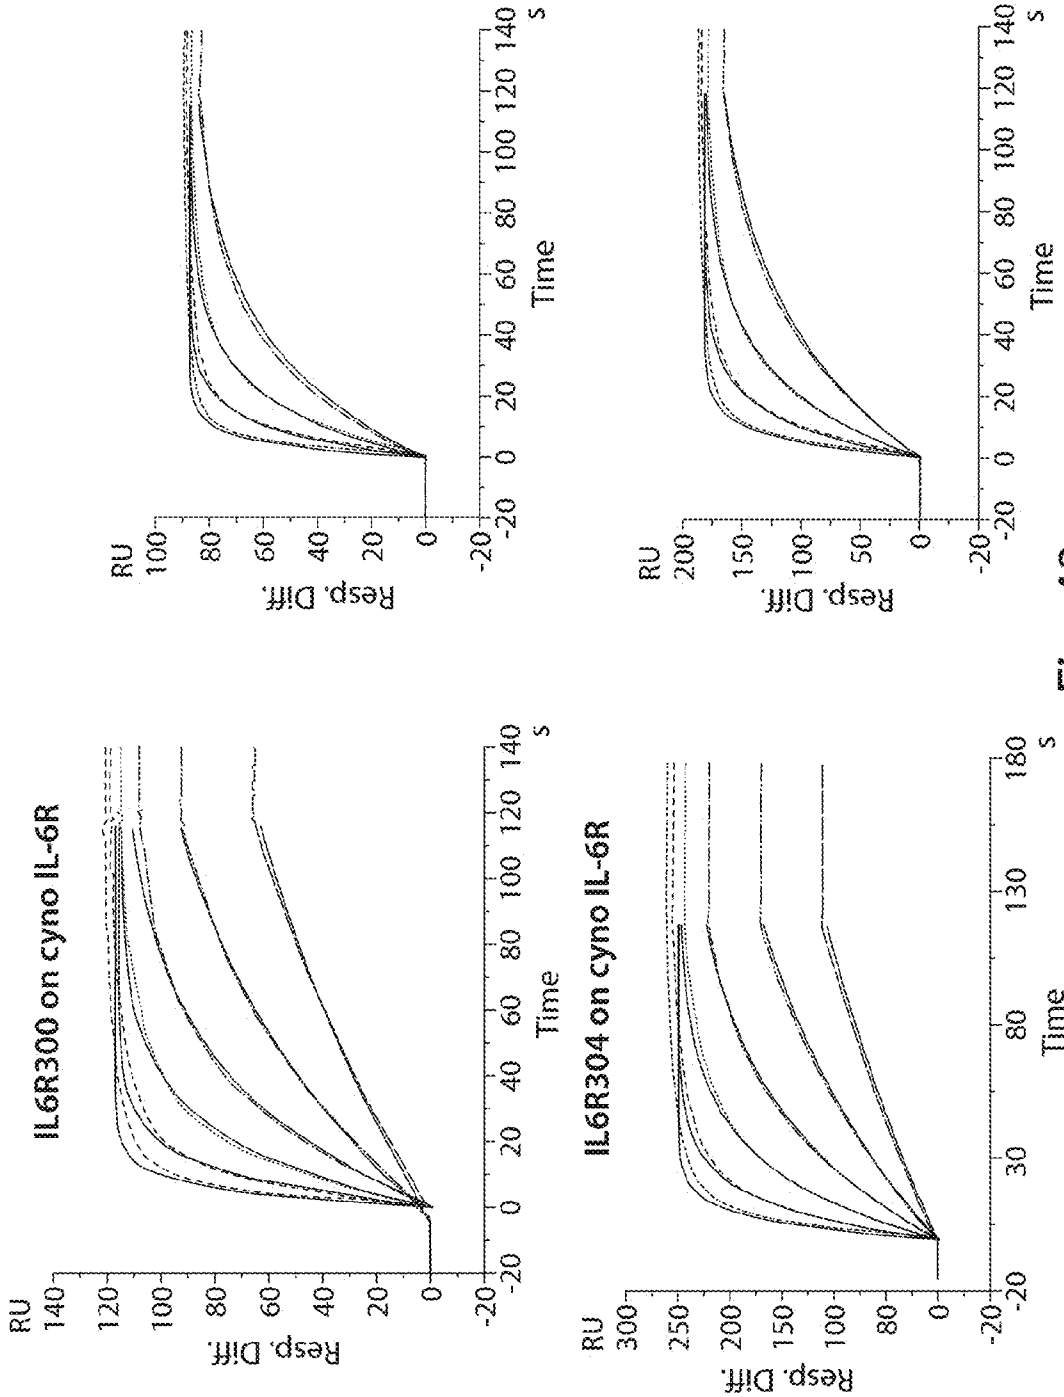 IL6R300 on cyno IL-6R
RU
140
120
100
80
60
40
20
0
-20
Resp. Diff.
-20 0 20 40 60 80 100 120 140
Time
s
RU
100
80
60
40
20
0
-20
Resp. Diff.
-20 0 20 40 60 80 100 120 140
Time
s
IL6R304 on cyno IL-6R
RU
300
250
200
150
100
80
0
-20
Resp. Diff.
-20 30 80 130 180
Time
s
RU
200
150
100
50
0
-20
Resp. Diff.
-20 0 20 40 60 80 100 120 140
Time
s